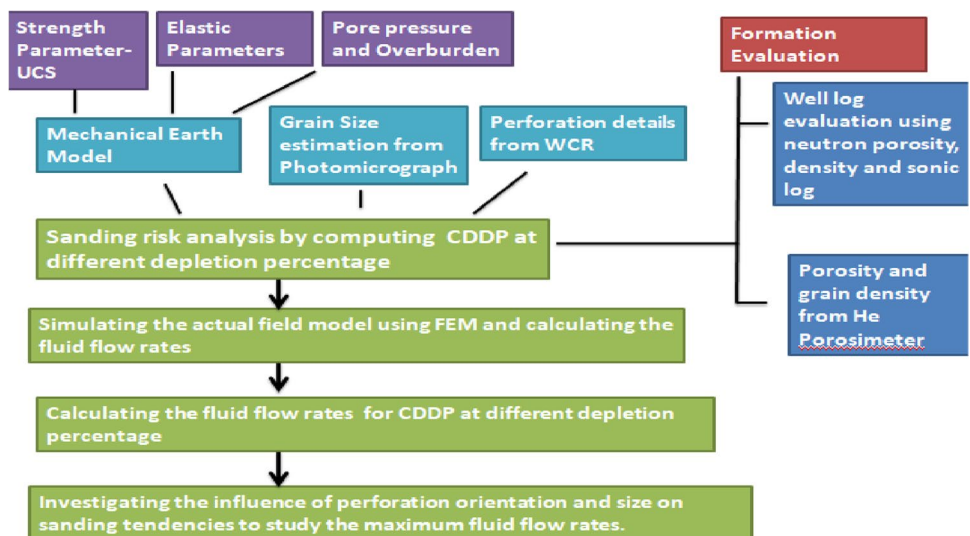 Strength
Parameter-
UCS
Elastic
Parameters
Pore pressure
and Overburden
Formation
Evaluation
Mechanical Earth
Model
Grain Size
estimation from
Photomicrograph
Perforation details
from WCR
Well log
evaluation using
neutron porosity,
density and sonic
log
Sanding risk analysis by computing CDDP at
different depletion percentage
Porosity and
grain density
from He
Porosimeter
Simulating the actual field model using FEM and calculating the
fluid flow rates
Calculating the fluid flow rates for CDDP at different depletion
percentage
Investigating the influence of perforation orientation and size on
sanding tendencies to study the maximum fluid flow rates.